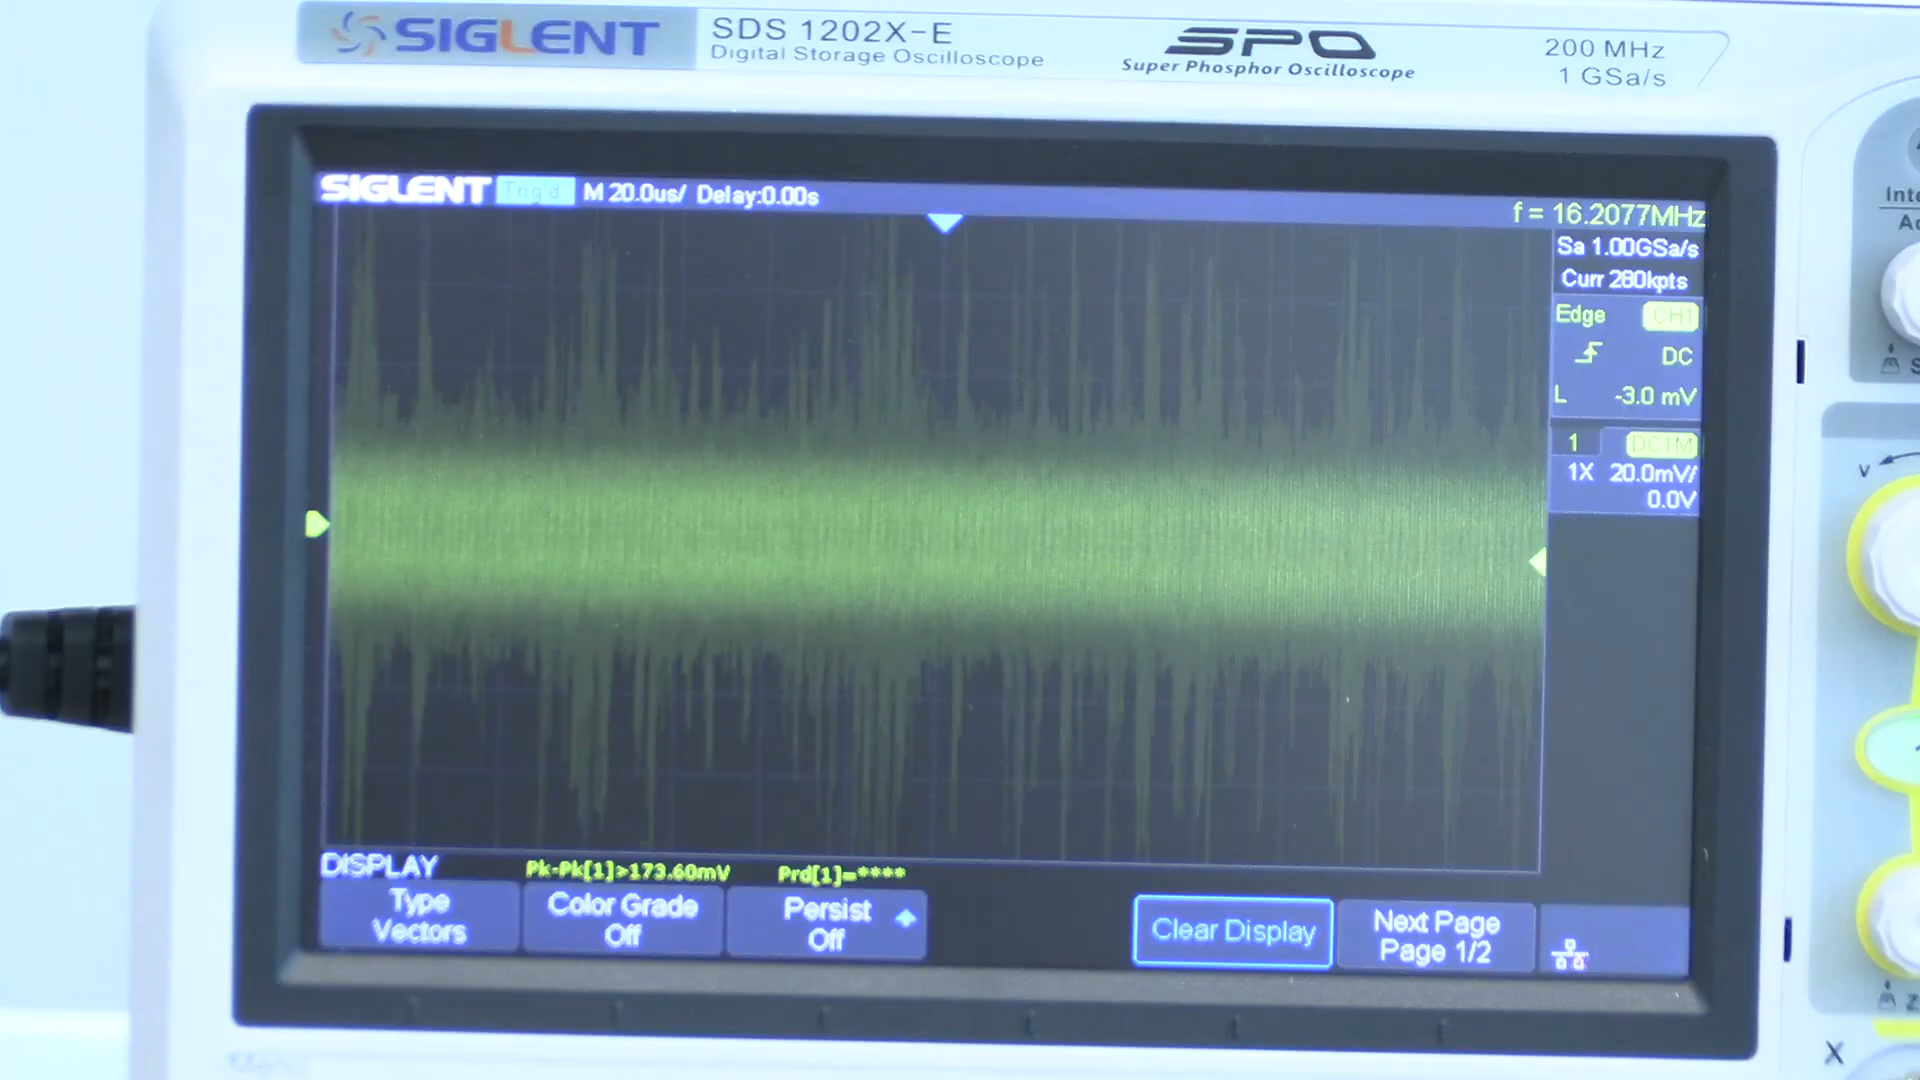 SIGLENT SDS 1202X-E
Digital Storage Oscilloscope
SPO
Super Phosphor Oscilloscope
200 MHz
1 GSa/s
SIGLENT Trig'd M 20.0us/ Delay:0.00s
f = 16.2077MHz
Sa 1.00GSa/s
Curr 280kpts
Edge CH1
DC
L -3.0 mV
1 DC1M
1X 20.0mV/
0.0V
DISPLAY Pk-Pk[1]>173.60mV Prd[1]=****
Type
Vectors
Color Grade
Off
Persist
Off
Clear Display
Next Page
Page 1/2
V
X